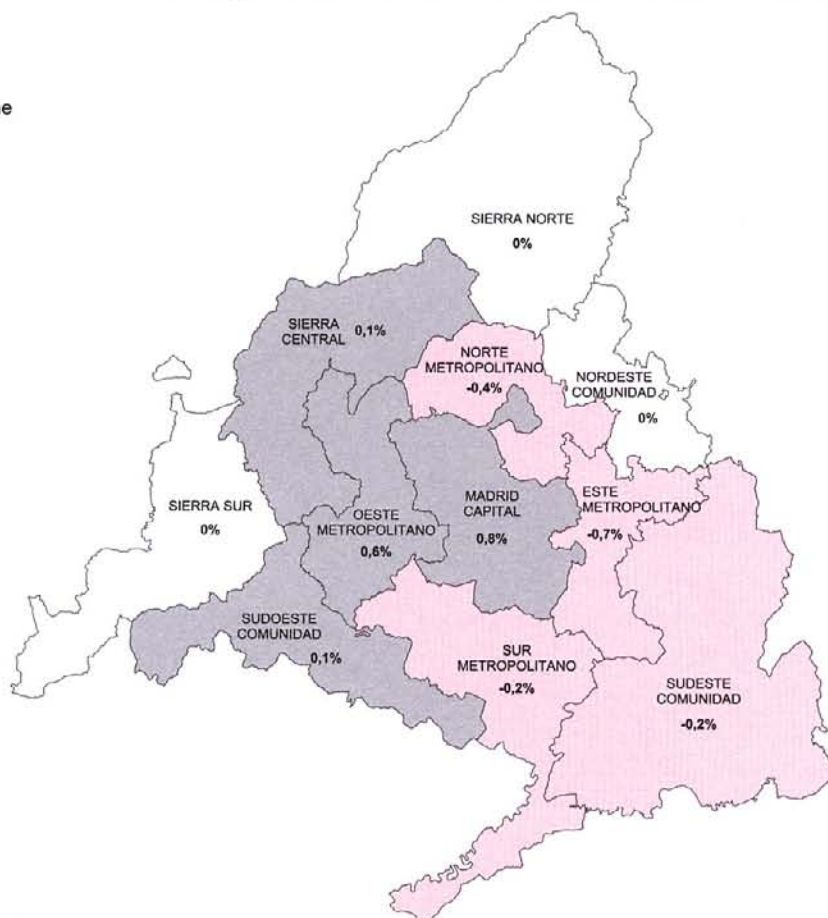 ne
SIERRA NORTE
0%
SIERRA
CENTRAL 0,1%
NORTE
METROPOLITANO
-0,4%
NORDESTE
COMUNIDAD
0%
SIERRA SUR
0%
OESTE
METROPOLITANO
0,6%
MADRID
CAPITAL
0,8%
ESTE
METROPOLITANO
-0,7%
SUDOESTE
COMUNIDAD
0,1%
SUR
METROPOLITANO
-0,2%
SUDESTE
COMUNIDAD
-0,2%